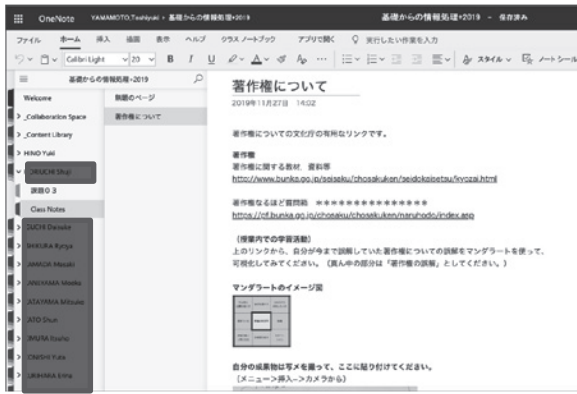 OneNote YAMAMOTO,Toshiyuki › 基礎からの情報処理+2019 基礎からの情報処理+2019 - 保存済み
ファイル ホーム 挿入 描画 表示 ヘルプ クラス ノートブック アプリで開く 実行したい作業を入力
Calibri Light 20 B I U スタイル ノート シール
基礎からの情報処理+2019
Welcome
_Collaboration Space
_Content Library
HINO Yuki
課題03
Class Notes
無題のページ
著作権について
著作権について
2019年11月27日 14:02
著作権についての文化庁の有用なリンクです。
著作権
著作権に関する教材、資料等
http://www.bunka.go.jp/seisaku/chosakuken/seidokaisetsu/kyozai.html
著作権なるほど質問箱 ＊＊＊＊＊＊＊＊＊＊＊＊＊＊＊
https://pf.bunka.go.jp/chosaku/chosakuken/naruhodo/index.asp
（授業内での学習活動）
上のリンクから、自分が今まで誤解していた著作権についての誤解をマンダラートを使って、
可視化してみてください。（真ん中の部分は「著作権の誤解」としてください。）
マンダラートのイメージ図
自分の成果物は写メを撮って、ここに貼り付けてください。
（メニュー＞挿入–＞カメラから）